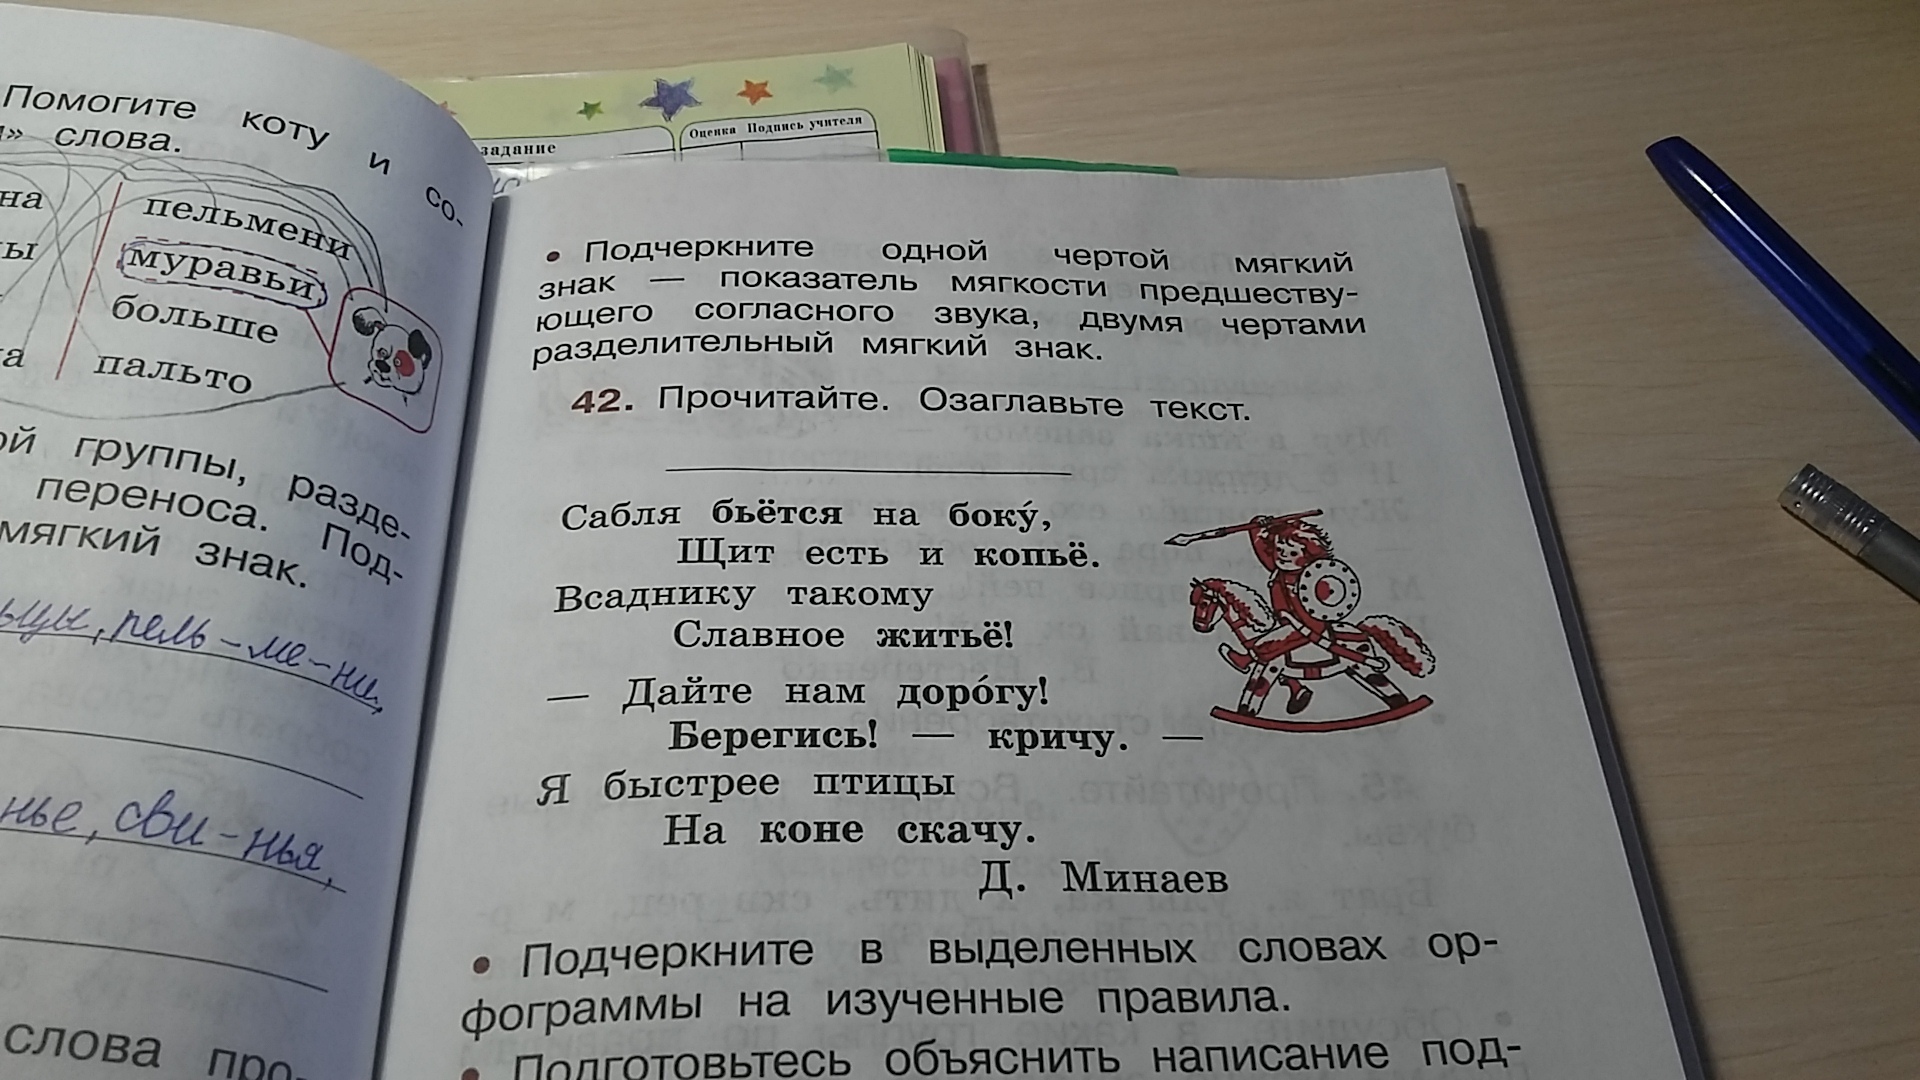 Помогите коту и со-
» слова.
на
пельмени
ы
муравьи
больше
пальто
ой группы, разде-
переноса. Под-
мягкий знак.
ьцы, пель-ме-ни,
нье, сви-нья,
слова про-
задание
Оценка Подпись учителя
• Подчеркните одной чертой мягкий
знак — показатель мягкости предшеству-
ющего согласного звука, двумя чертами
разделительный мягкий знак.
42. Прочитайте. Озаглавьте текст.
Сабля бьётся на боку́,
Щит есть и копьё.
Всаднику такому
Славное житьё!
— Дайте нам доро́гу!
Берегись! — кричу. —
Я быстрее птицы
На коне скачу.
Д. Минаев
• Подчеркните в выделенных словах ор-
фограммы на изученные правила.
• Подготовьтесь объяснить написание под-